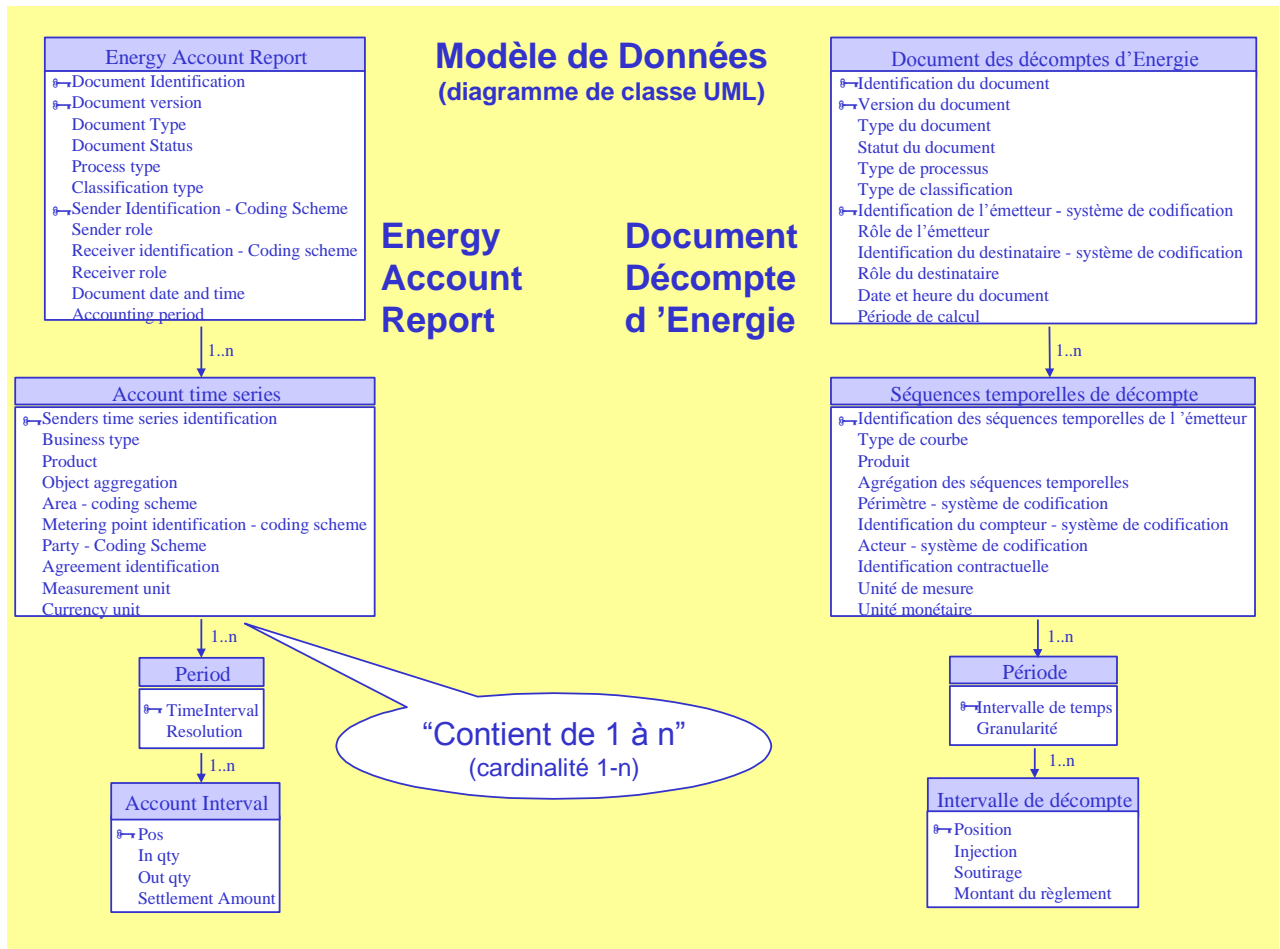 Modèle de Données
(diagramme de classe UML)
Energy Account Report
Document Identification
Document version
Document Type
Document Status
Process type
Classification type
Sender Identification - Coding Scheme
Sender role
Receiver identification - Coding scheme
Receiver role
Document date and time
Accounting period
1..n
Account time series
Senders time series identification
Business type
Product
Object aggregation
Area - coding scheme
Metering point identification - coding scheme
Party - Coding Scheme
Agreement identification
Measurement unit
Currency unit
1..n
Period
TimeInterval
Resolution
1..n
Account Interval
Pos
In qty
Out qty
Settlement Amount
Energy
Account
Report
Document
Décompte
d ’Energie
“Contient de 1 à n”
(cardinalité 1-n)
Document des décomptes d’Energie
Identification du document
Version du document
Type du document
Statut du document
Type de processus
Type de classification
Identification de l’émetteur - système de codification
Rôle de l’émetteur
Identification du destinataire - système de codification
Rôle du destinataire
Date et heure du document
Période de calcul
1..n
Séquences temporelles de décompte
Identification des séquences temporelles de l ’émetteur
Type de courbe
Produit
Agrégation des séquences temporelles
Périmètre - système de codification
Identification du compteur - système de codification
Acteur - système de codification
Identification contractuelle
Unité de mesure
Unité monétaire
1..n
Période
Intervalle de temps
Granularité
1..n
Intervalle de décompte
Position
Injection
Soutirage
Montant du règlement